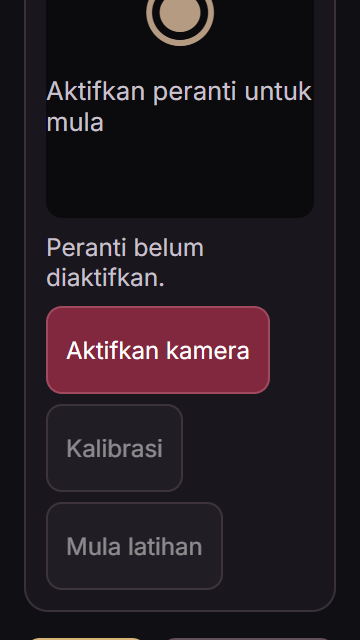 Aktifkan peranti untuk
mula
Peranti belum
diaktifkan.
Aktifkan kamera
Kalibrasi
Mula latihan